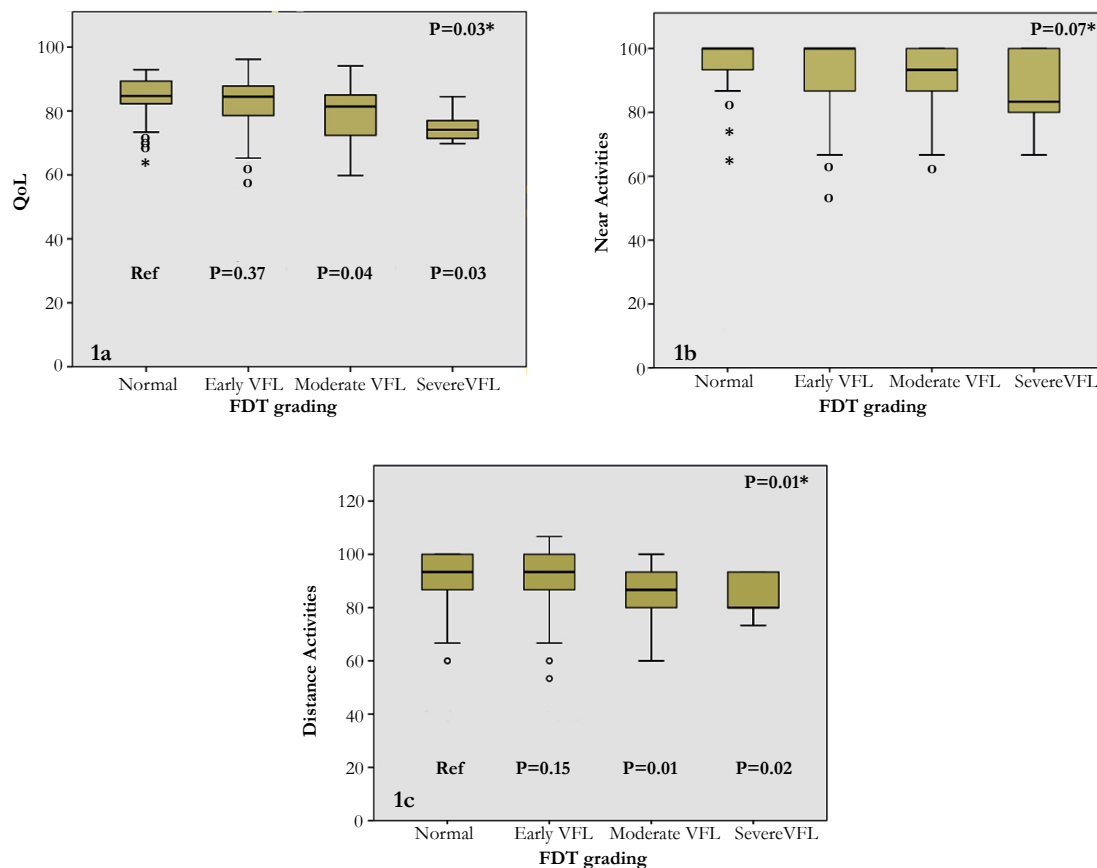 P=0.03*
100
80
60
40
20
0
QoL
o
o
o
*
o
o
Ref P=0.37 P=0.04 P=0.03
1a
Normal Early VFL Moderate VFL SevereVFL
FDT grading
P=0.07*
100
80
60
40
20
0
Near Activities
o
*
*
o
o
o
1b
Normal Early VFL Moderate VFL SevereVFL
FDT grading
P=0.01*
120
100
80
60
40
20
0
Distance Activities
Ref P=0.15 P=0.01 P=0.02
1c
Normal Early VFL Moderate VFL SevereVFL
FDT grading